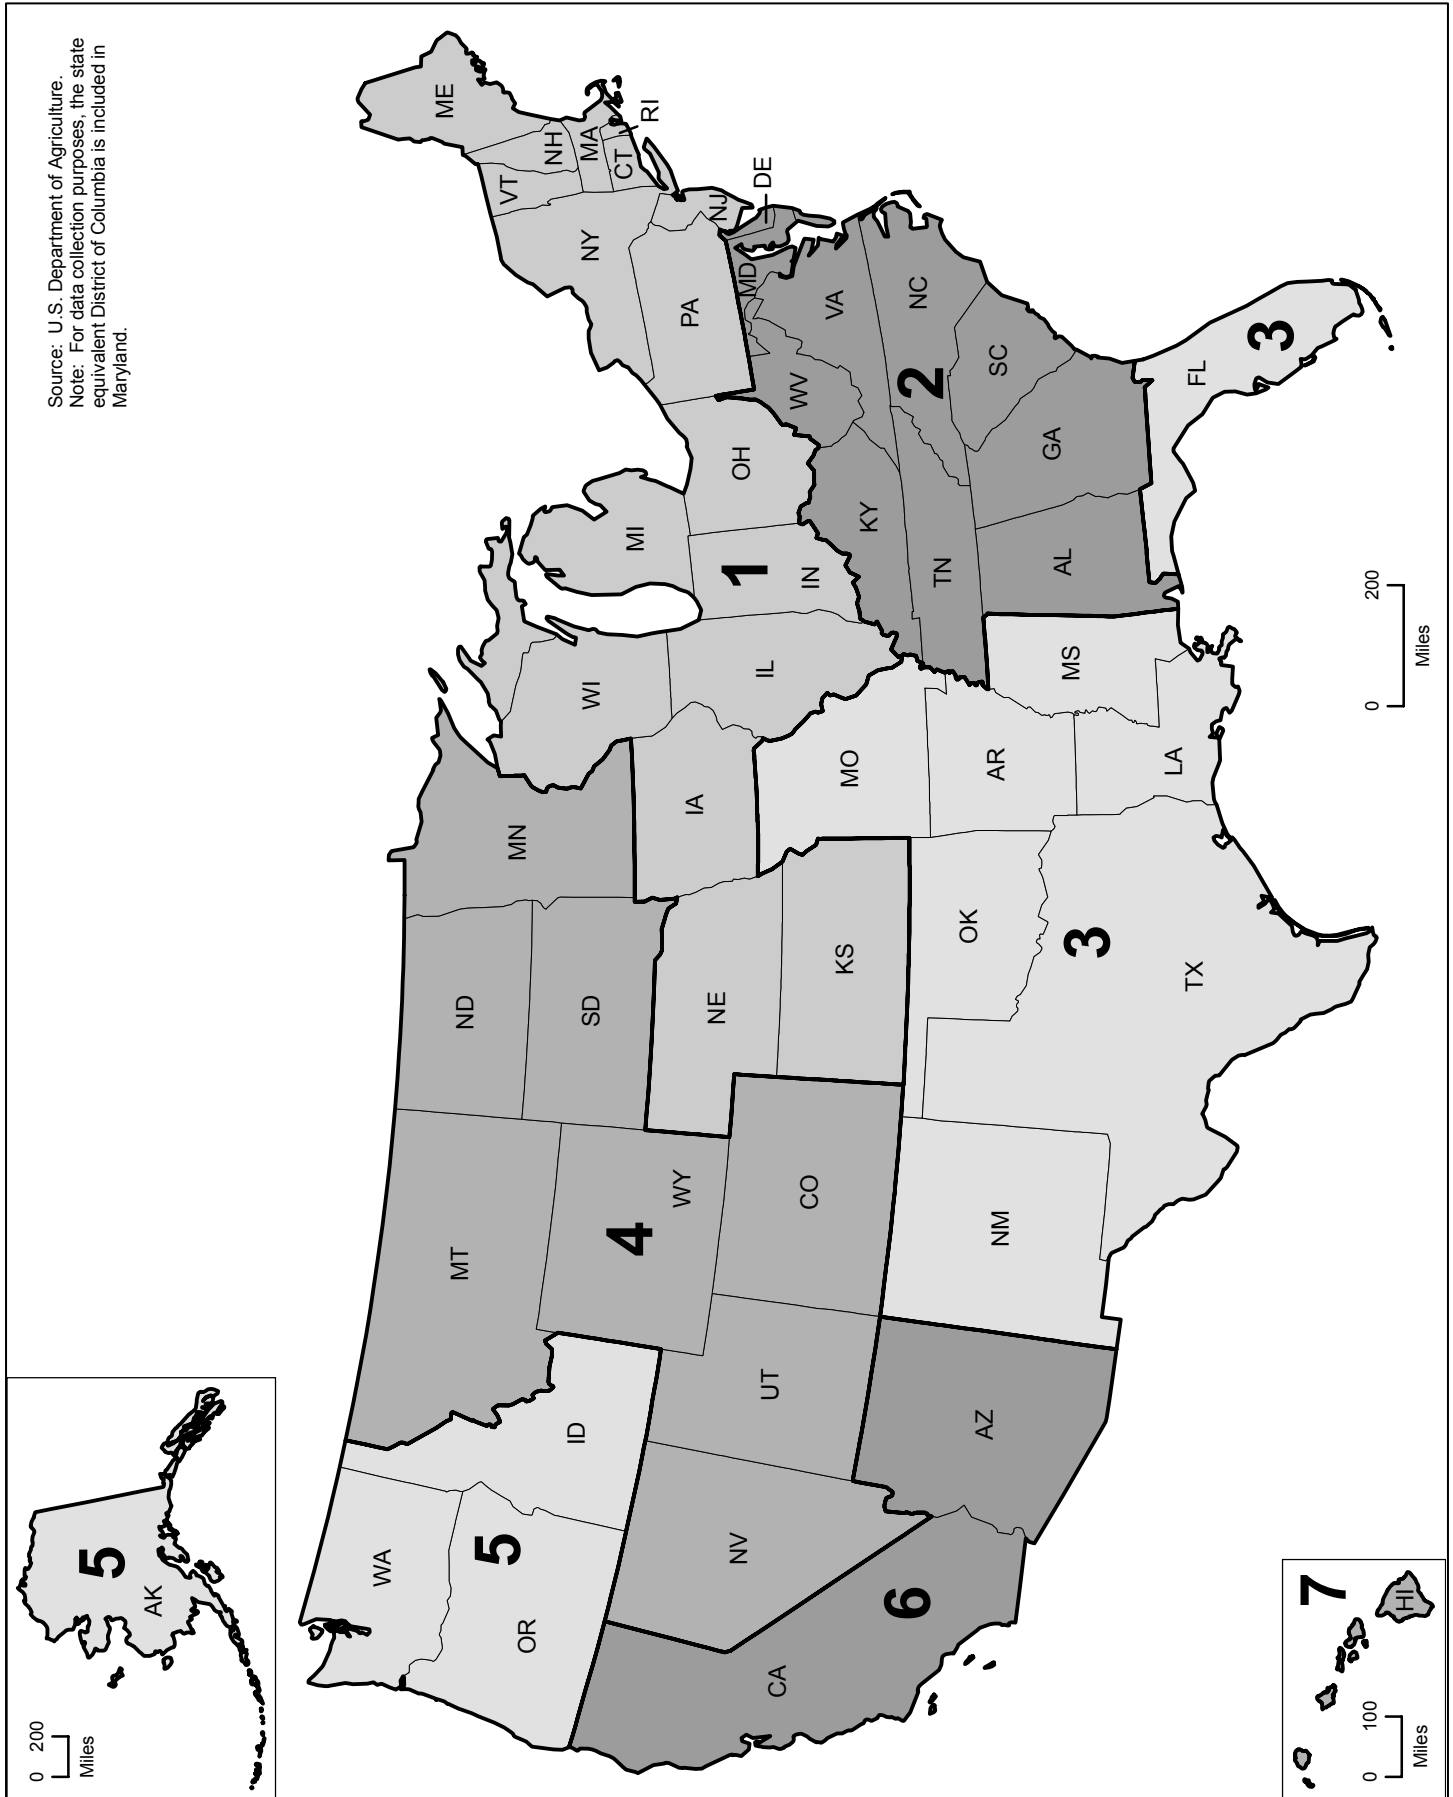 Source: U.S. Department of Agriculture.
Note: For data collection purposes, the state
equivalent District of Columbia is included in
Maryland.
5
AK
0 200
Miles
WA
OR
5
ID
MT
4
WY
ND
SD
MN
WI
MI
ME
VT
NH
MA
RI
CT
NY
NJ
PA
DE
MD
OH
1
IN
IL
IA
NE
KS
CO
UT
NV
CA
6
AZ
NM
OK
3
TX
MO
AR
LA
MS
KY
TN
AL
GA
WV
VA
2
NC
SC
FL
3
0 200
Miles
7
HI
0 100
Miles